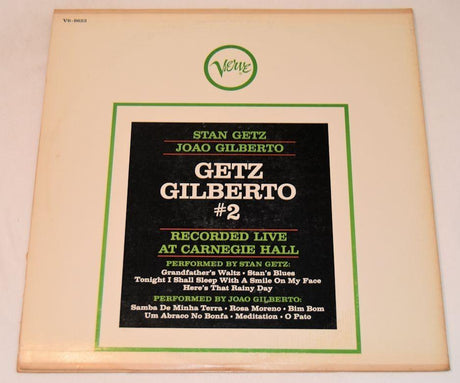 V6-8623
Verve
STAN GETZ
JOAO GILBERTO
GETZ
GILBERTO
#2
RECORDED LIVE
AT CARNEGIE HALL
PERFORMED BY STAN GETZ:
Grandfather's Waltz • Stan's Blues
Tonight I Shall Sleep With A Smile On My Face
Here's That Rainy Day
PERFORMED BY JOAO GILBERTO:
Samba De Minha Terra • Rosa Moreno • Bim Bom
Um Abraco No Bonfa • Meditation • O Pato